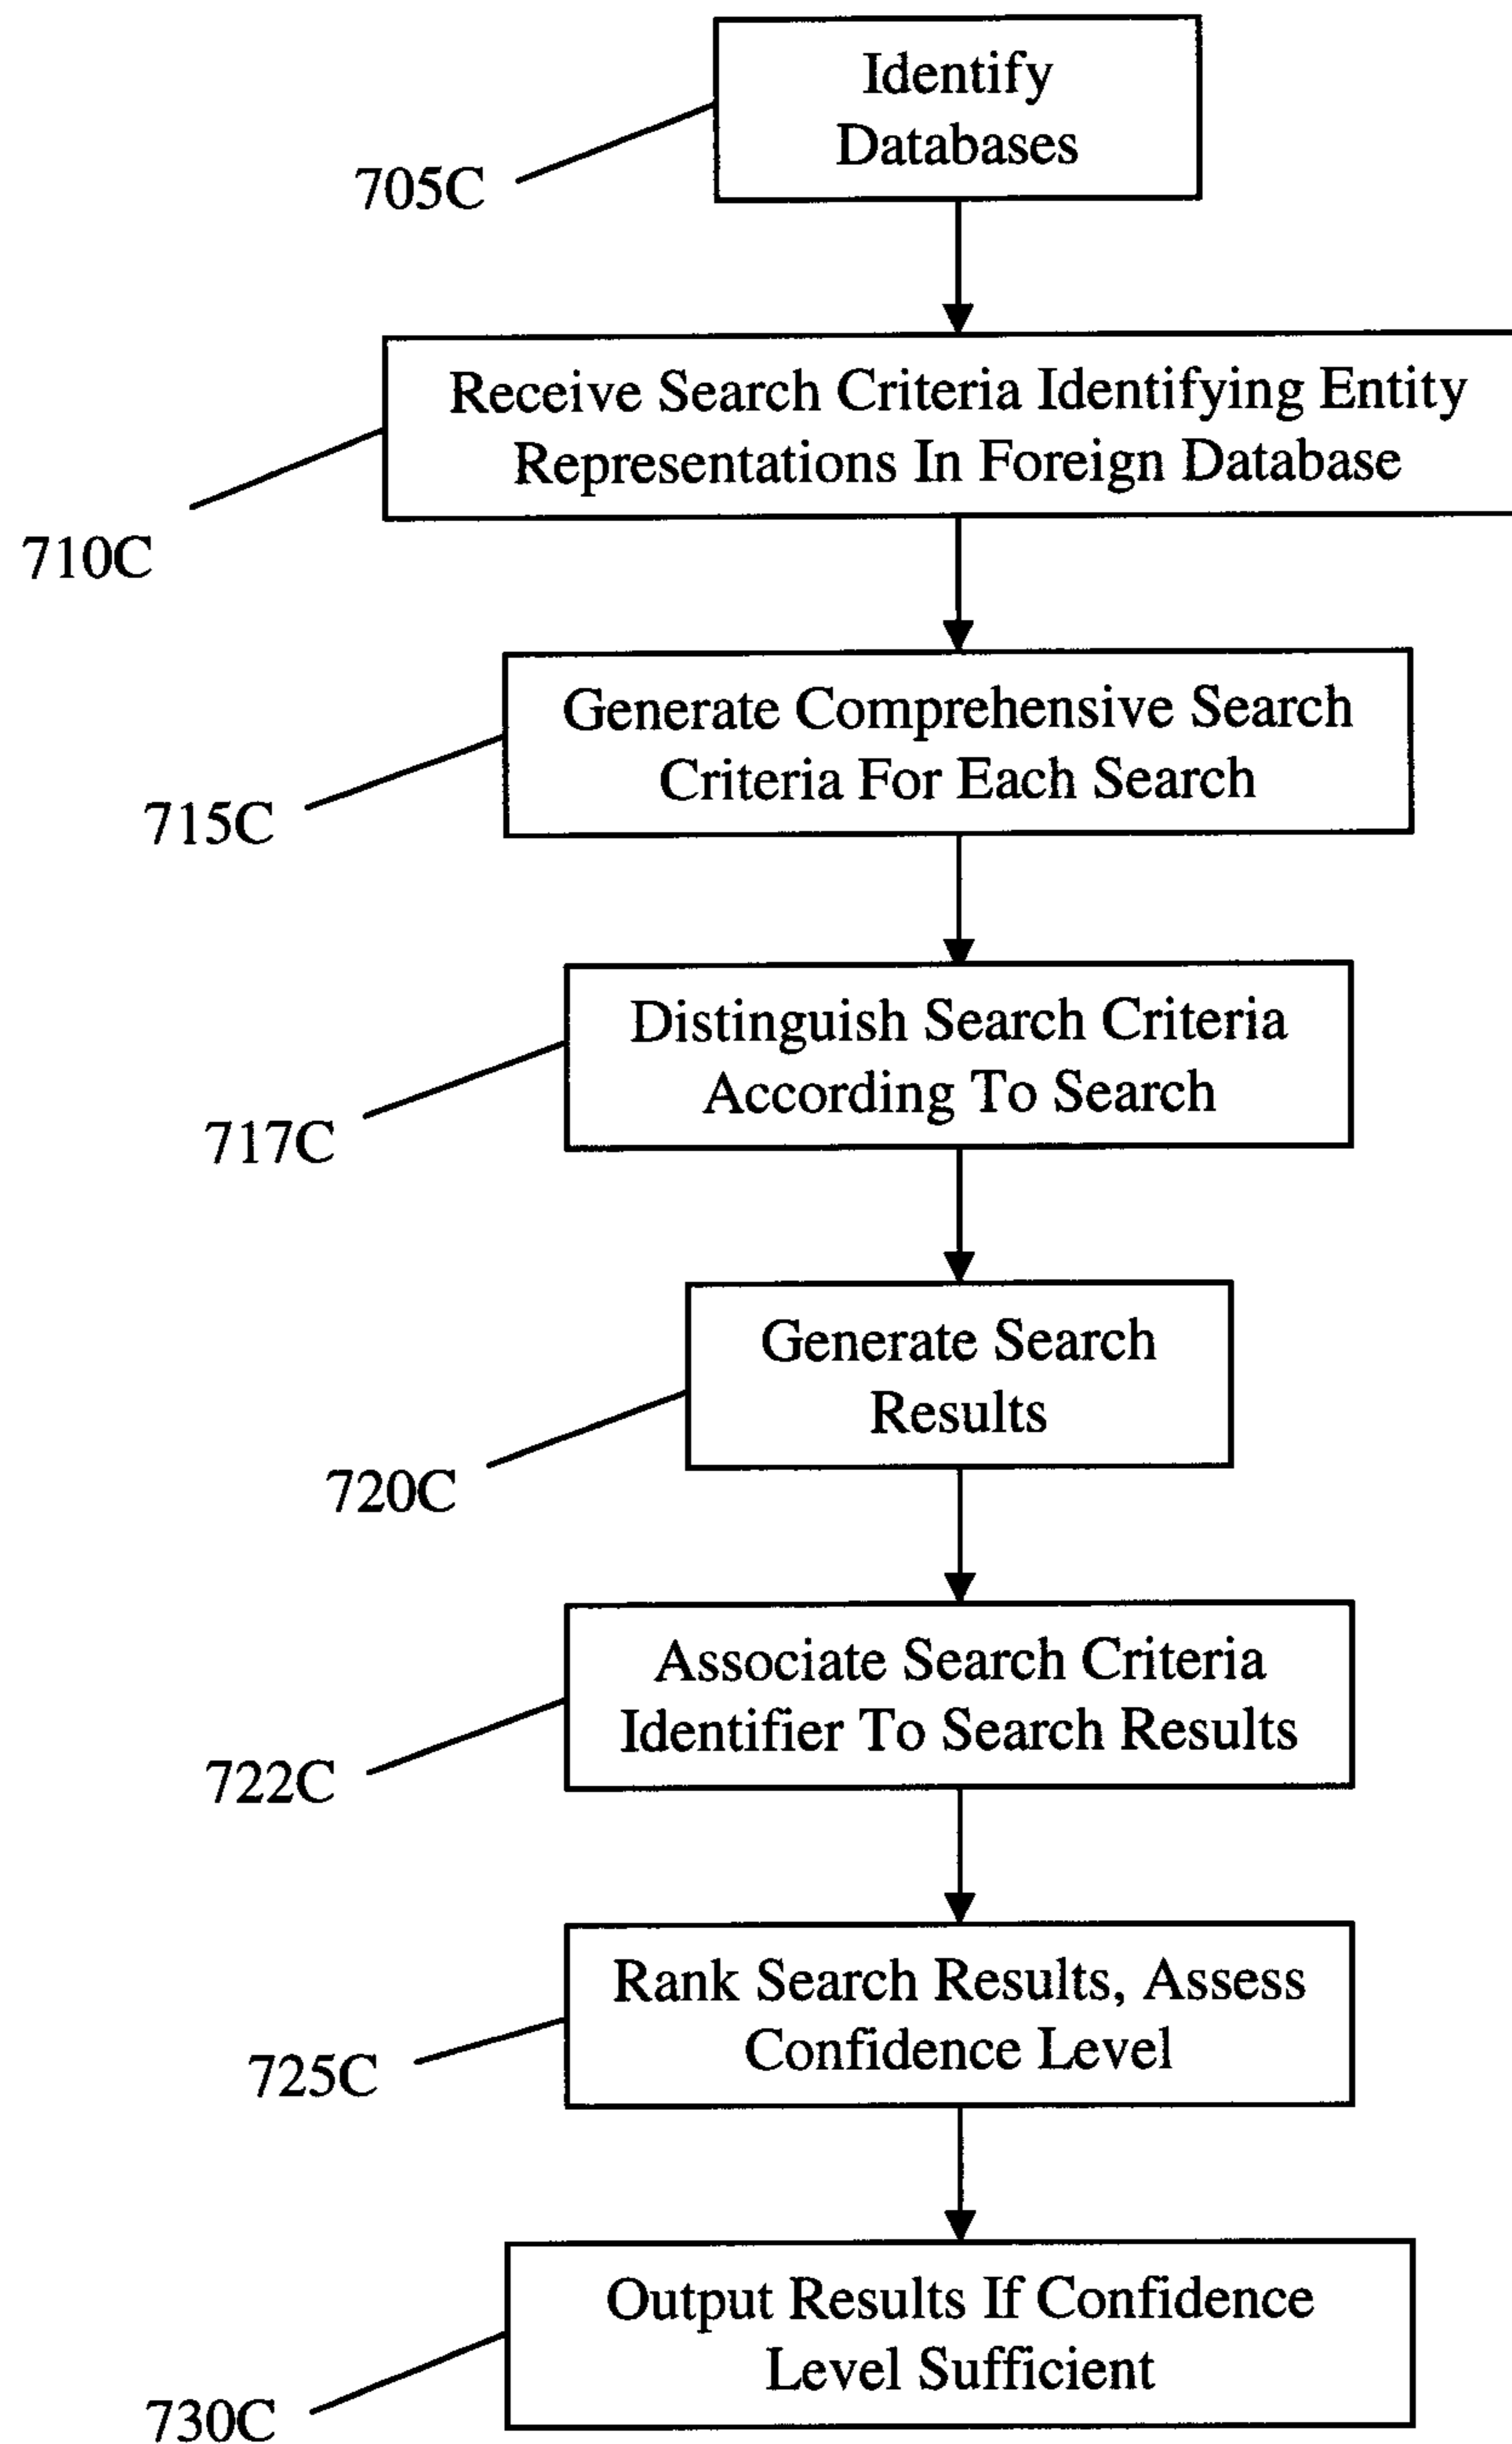 Identify
Databases
705C
Receive Search Criteria Identifying Entity
Representations In Foreign Database
710C
Generate Comprehensive Search
Criteria For Each Search
715C
Distinguish Search Criteria
According To Search
717C
Generate Search
Results
720C
Associate Search Criteria
Identifier To Search Results
722C
Rank Search Results, Assess
Confidence Level
725C
Output Results If Confidence
Level Sufficient
730C